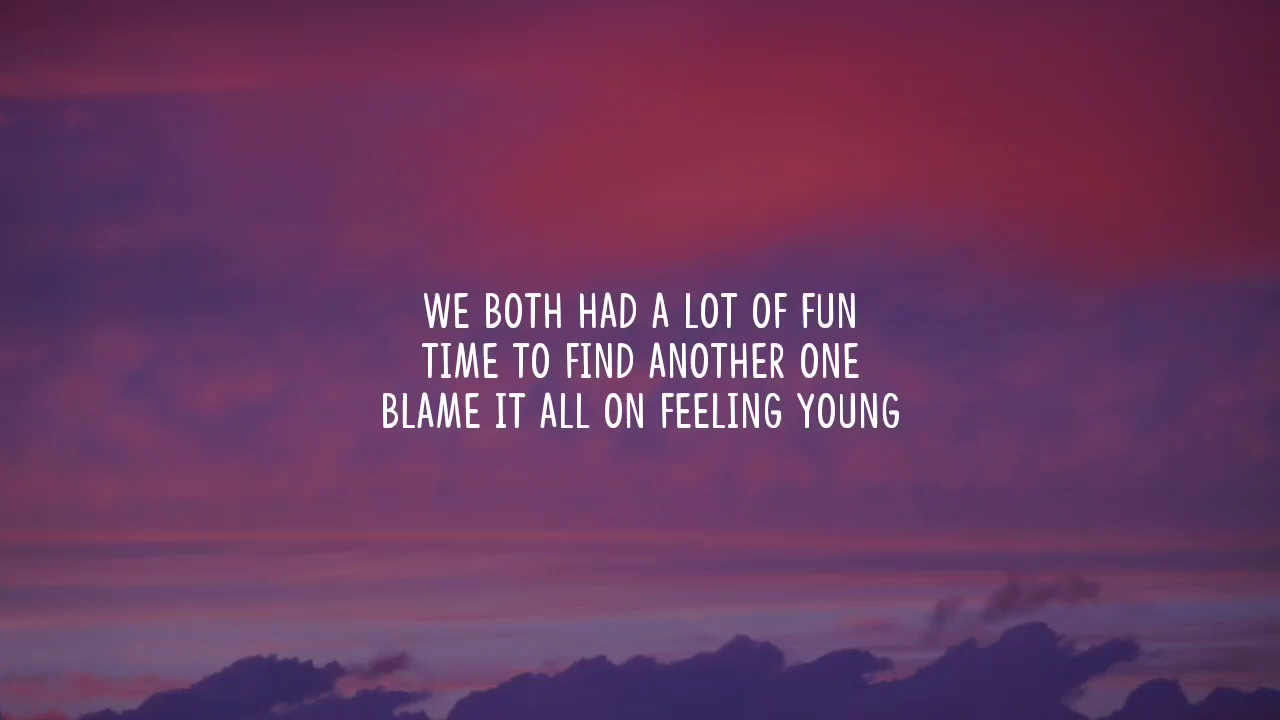 WE BOTH HAD A LOT OF FUN
TIME TO FIND ANOTHER ONE
BLAME IT ALL ON FEELING YOUNG